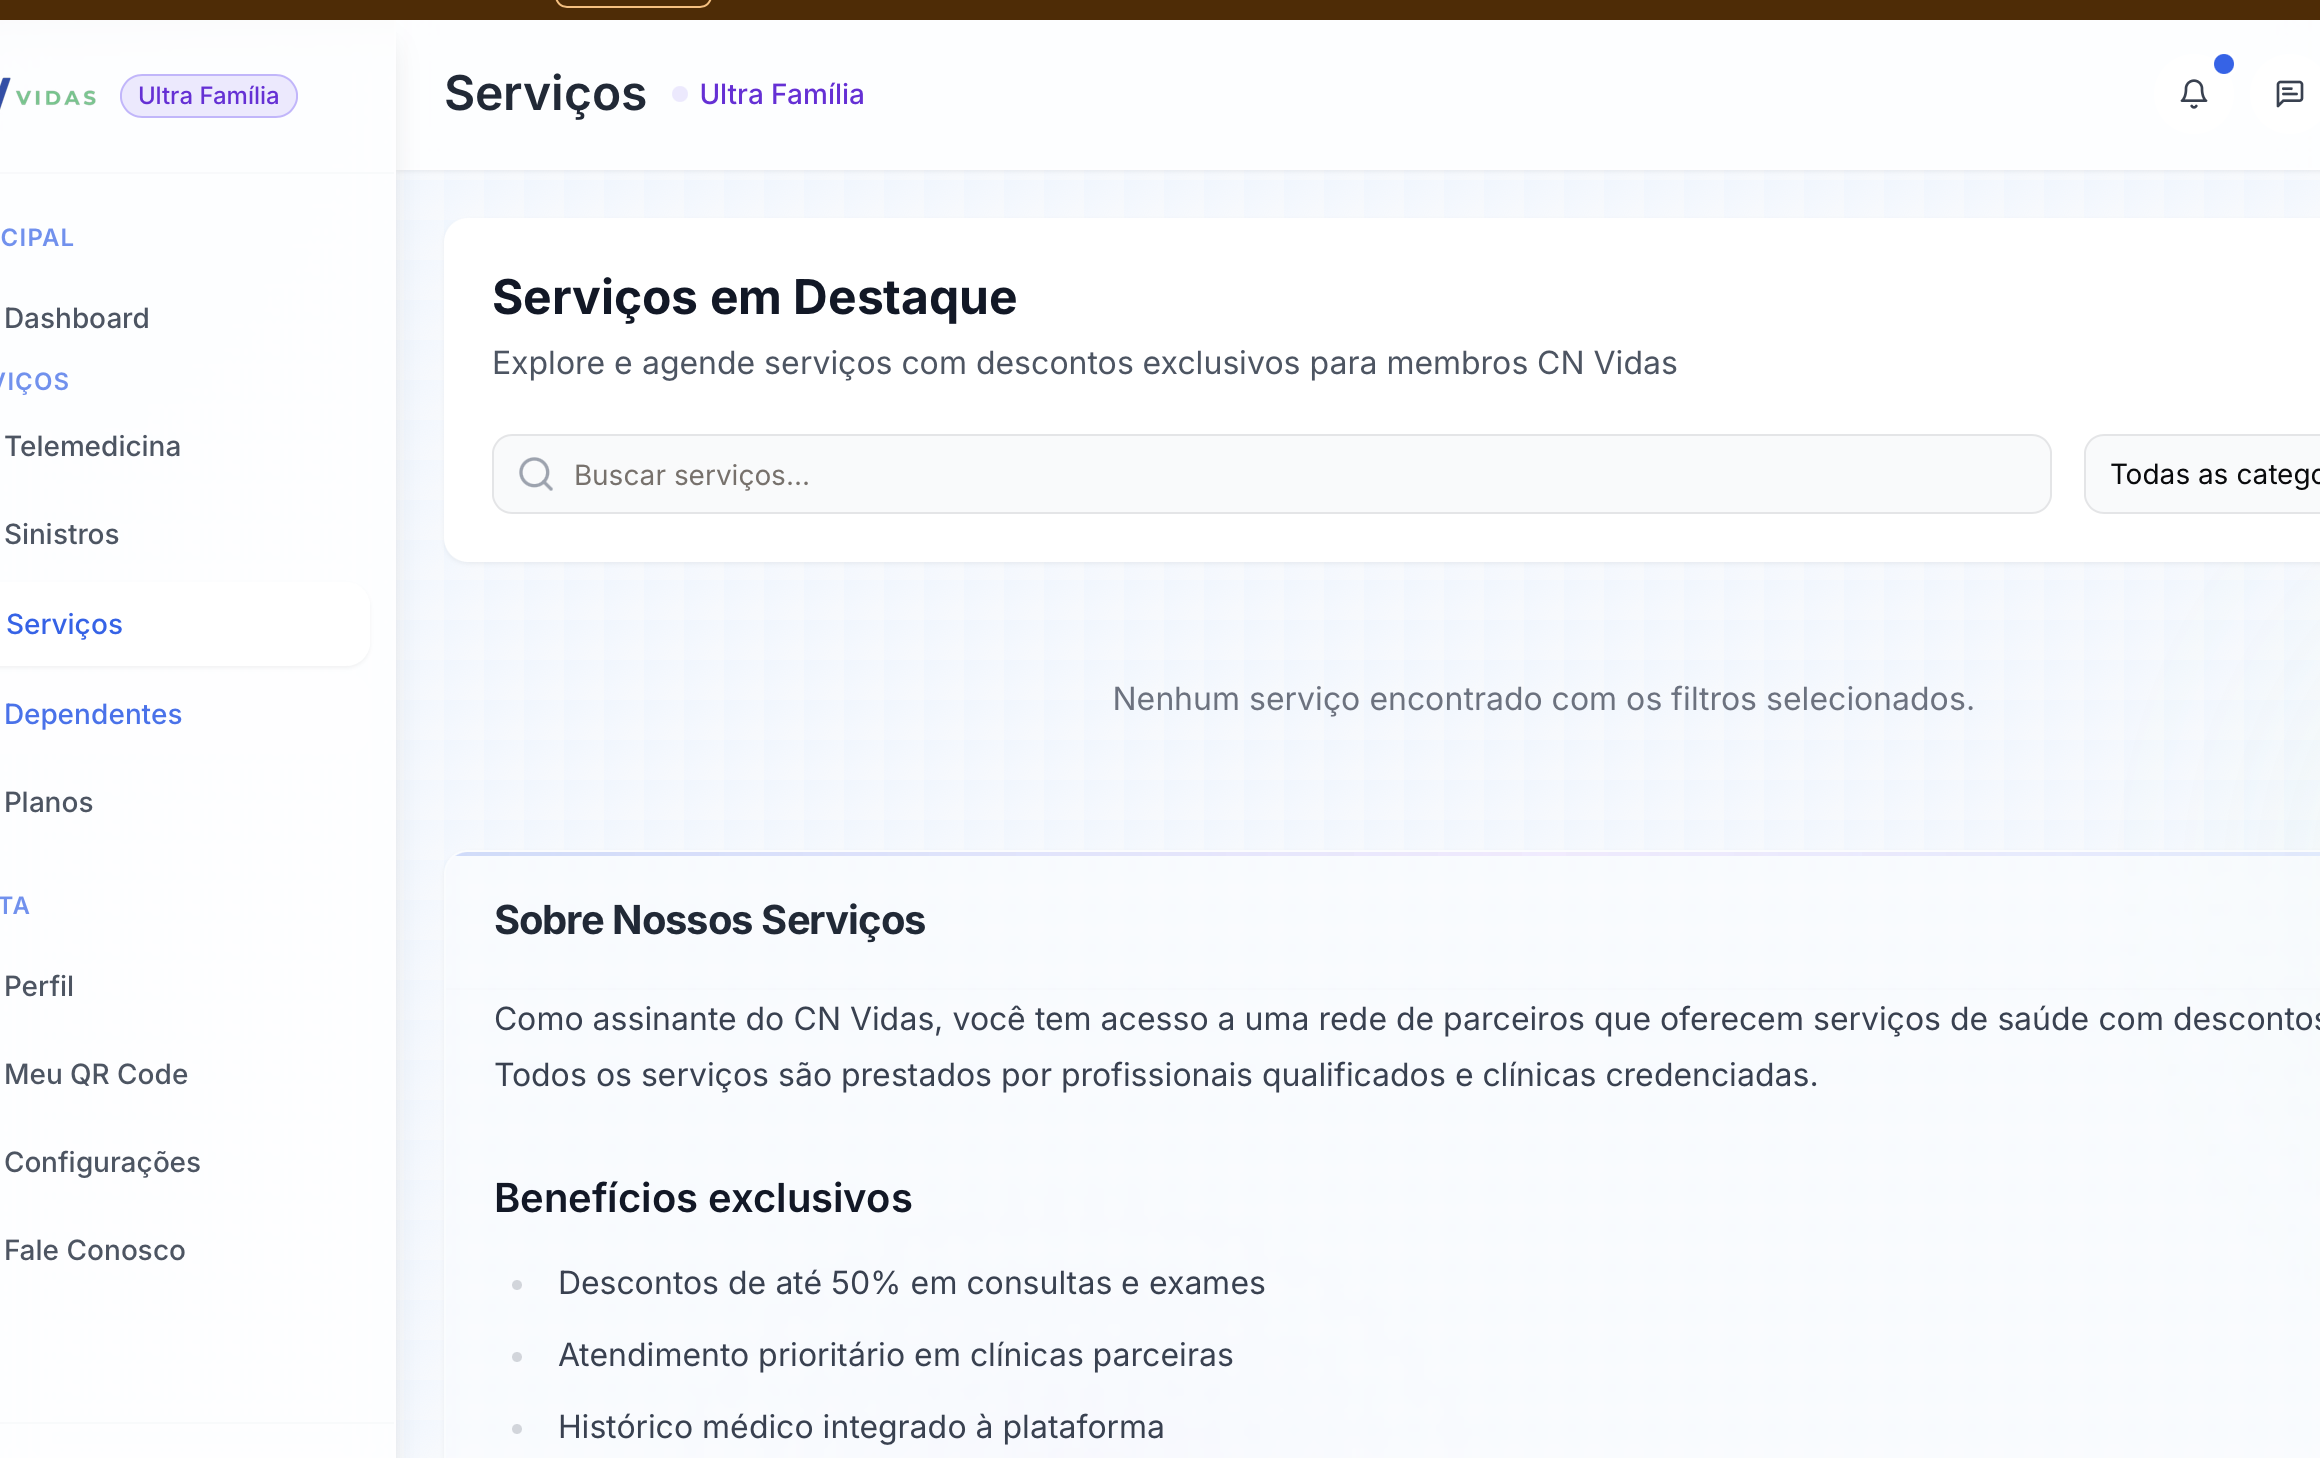 VIDAS
Ultra Família
CIPAL
Dashboard
VIÇOS
Telemedicina
Sinistros
Serviços
Dependentes
Planos
TA
Perfil
Meu QR Code
Configurações
Fale Conosco
Serviços
Ultra Família
Serviços em Destaque
Explore e agende serviços com descontos exclusivos para membros CN Vidas
Buscar serviços...
Todas as catego
Nenhum serviço encontrado com os filtros selecionados.
Sobre Nossos Serviços
Como assinante do CN Vidas, você tem acesso a uma rede de parceiros que oferecem serviços de saúde com descontos
Todos os serviços são prestados por profissionais qualificados e clínicas credenciadas.
Benefícios exclusivos
Descontos de até 50% em consultas e exames
Atendimento prioritário em clínicas parceiras
Histórico médico integrado à plataforma